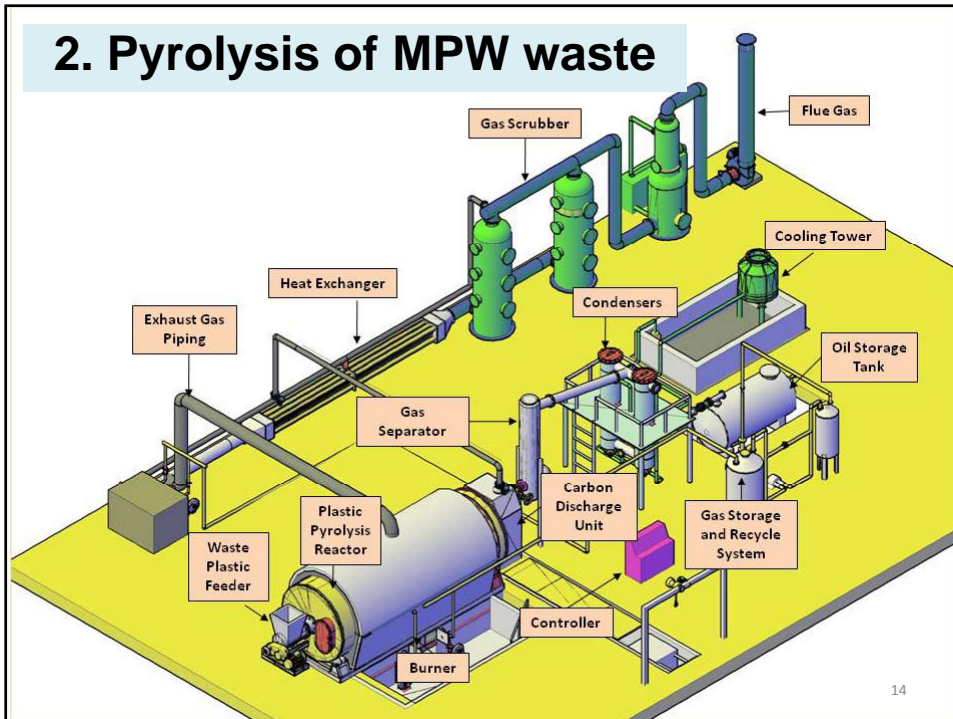 2. Pyrolysis of MPW waste
Flue Gas
Gas Scrubber
Cooling Tower
Heat Exchanger
Condensers
Exhaust Gas
Piping
Oil Storage
Tank
Gas
Separator
Plastic
Pyrolysis
Reactor
Carbon
Discharge
Unit
Gas Storage
and Recycle
System
Waste
Plastic
Feeder
Controller
Burner
14